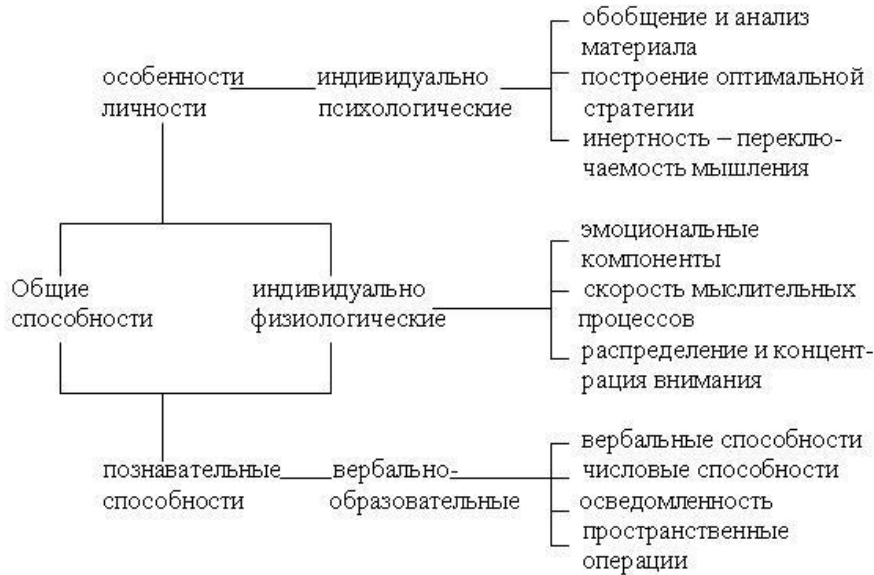 обобщение и анализ
материала
особенности
личности
индивидуально
психологические
построение оптимальной
стратегии
инертность – переклю-
чаемость мышления
эмоциональные
компоненты
Общие
способности
индивидуально
физиологические
скорость мыслительных
процессов
распределение и концент-
рация внимания
вербальные способности
познавательные
способности
вербально-
образовательные
числовые способности
осведомленность
пространственные
операции